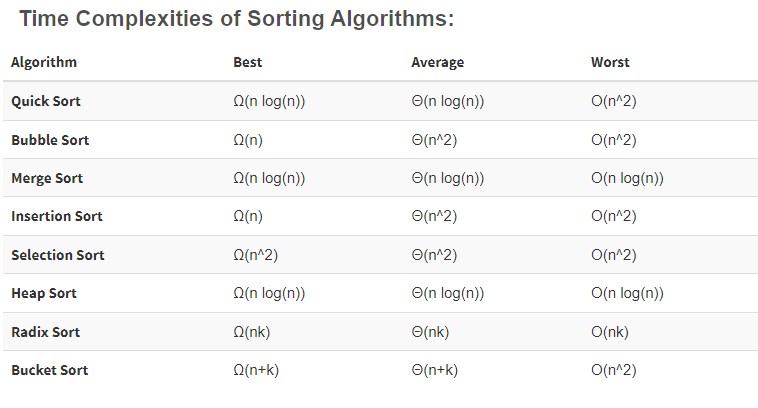 Time Complexities of Sorting Algorithms:
Algorithm Best Average Worst
Quick Sort Ω(n log(n)) Θ(n log(n)) O(n^2)
Bubble Sort Ω(n) Θ(n^2) O(n^2)
Merge Sort Ω(n log(n)) Θ(n log(n)) O(n log(n))
Insertion Sort Ω(n) Θ(n^2) O(n^2)
Selection Sort Ω(n^2) Θ(n^2) O(n^2)
Heap Sort Ω(n log(n)) Θ(n log(n)) O(n log(n))
Radix Sort Ω(nk) Θ(nk) O(nk)
Bucket Sort Ω(n+k) Θ(n+k) O(n^2)